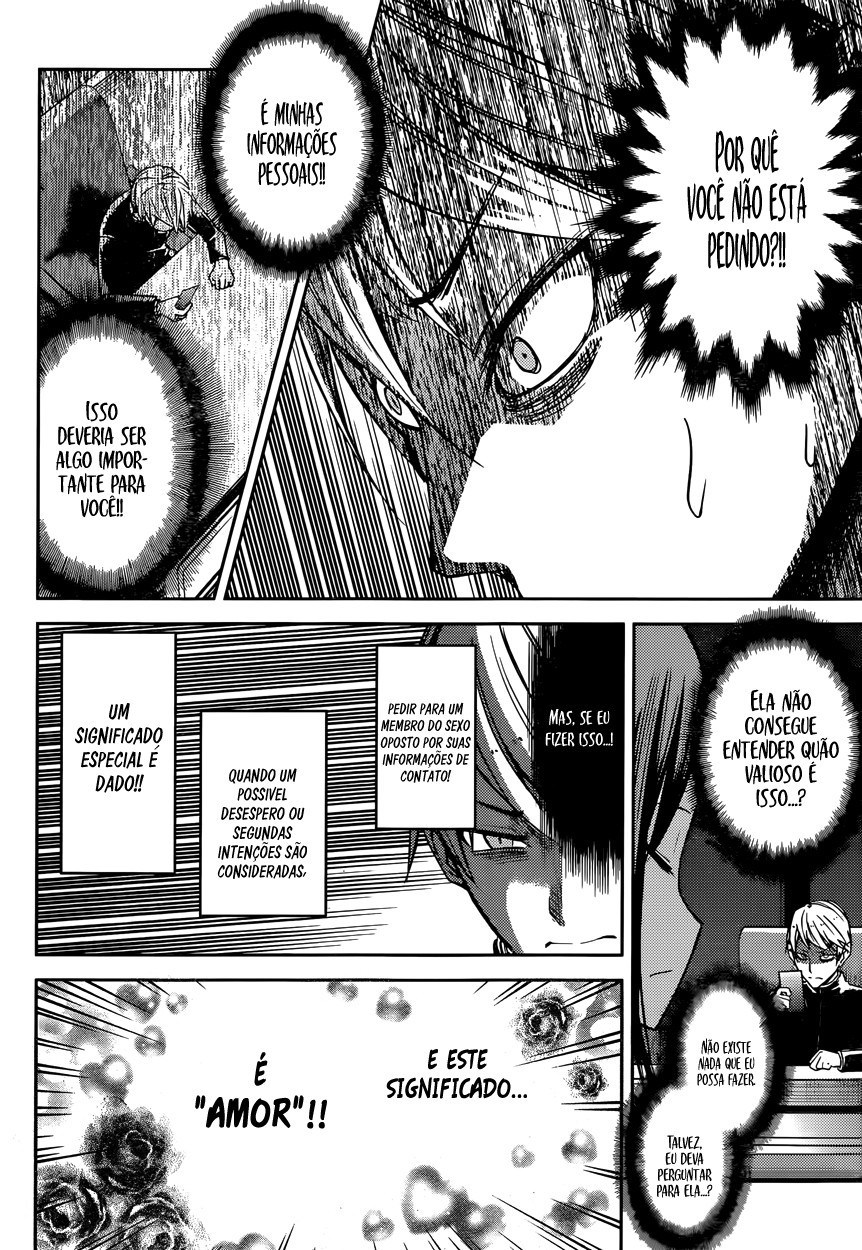 POR QUÊ
VOCÊ NÃO ESTÁ
PEDINDO?!!
É MINHAS
INFORMAÇÕES
PESSOAIS!!
ISSO
DEVERIA SER
ALGO IMPOR-
TANTE PARA
VOCÊ!!
ELA NÃO
CONSEGUE
ENTENDER QUÃO
VALIOSO É
ISSO...?
NÃO EXISTE
NADA QUE EU
POSSA FAZER.
TALVEZ,
EU DEVA
PERGUNTAR
PARA ELA...?
MAS, SE EU
FIZER ISSO...!
PEDIR PARA UM
MEMBRO DO SEXO
OPOSTO POR SUAS
INFORMAÇÕES DE
CONTATO!
QUANDO UM
POSSIVEL
DESESPERO OU
SEGUNDAS
INTENÇÕES SÃO
CONSIDERADAS,
UM
SIGNIFICADO
ESPECIAL É
DADO!!
E ESTE
SIGNIFICADO...
É
"AMOR"!!